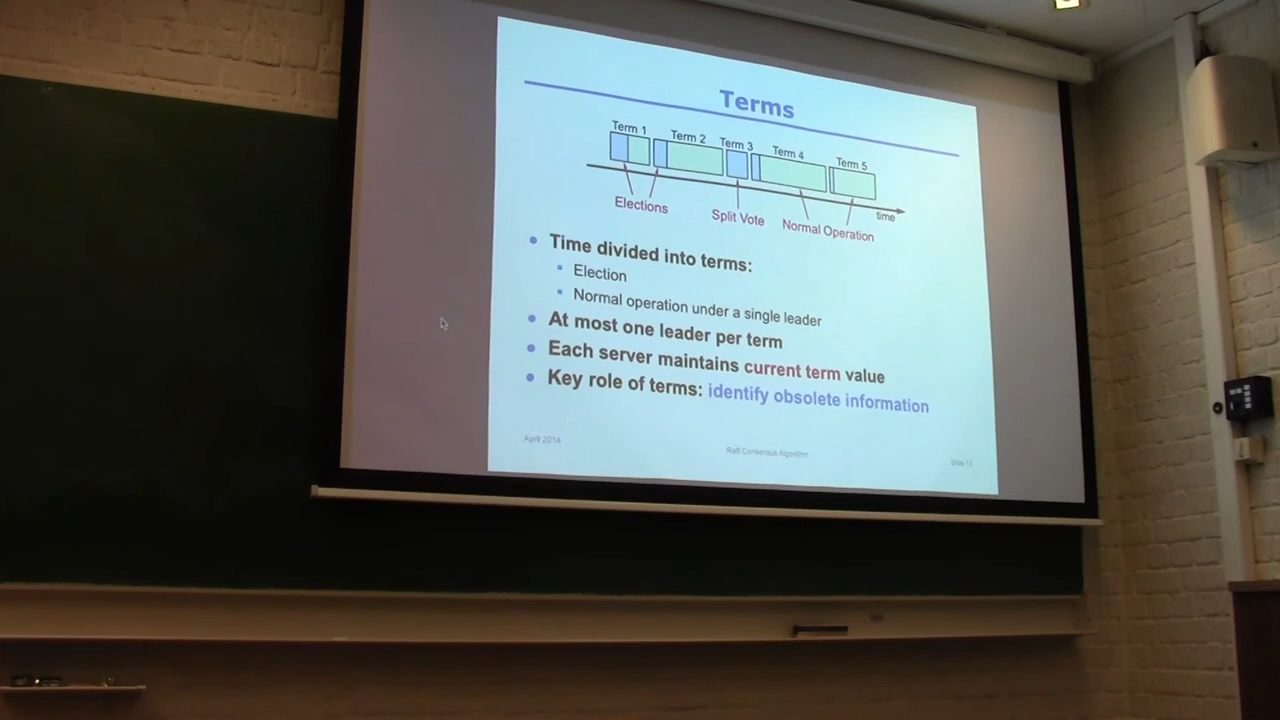 Terms
Term 1 Term 2 Term 3 Term 4 Term 5
time
Elections Split Vote Normal Operation
Time divided into terms:
Election
Normal operation under a single leader
At most one leader per term
Each server maintains current term value
Key role of terms: identify obsolete information
April 2014 Raft Consensus Algorithm Slide